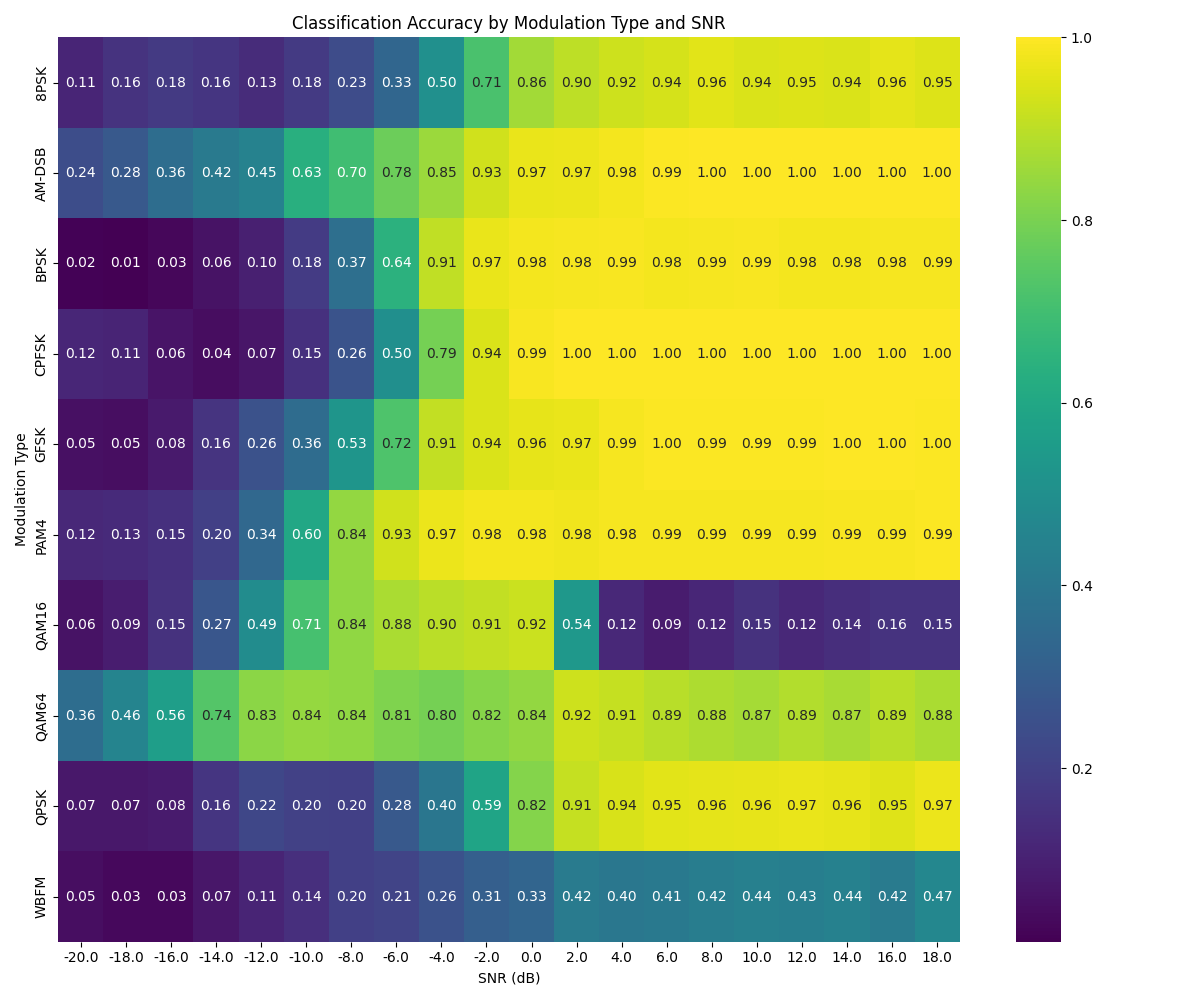 Classification Accuracy by Modulation Type and SNR
8PSK 0.11 0.16 0.18 0.16 0.13 0.18 0.23 0.33 0.50 0.71 0.86 0.90 0.92 0.94 0.96 0.94 0.95 0.94 0.96 0.95
AM-DSB 0.24 0.28 0.36 0.42 0.45 0.63 0.70 0.78 0.85 0.93 0.97 0.97 0.98 0.99 1.00 1.00 1.00 1.00 1.00 1.00
BPSK 0.02 0.01 0.03 0.06 0.10 0.18 0.37 0.64 0.91 0.97 0.98 0.98 0.99 0.98 0.99 0.99 0.98 0.98 0.98 0.99
CPFSK 0.12 0.11 0.06 0.04 0.07 0.15 0.26 0.50 0.79 0.94 0.99 1.00 1.00 1.00 1.00 1.00 1.00 1.00 1.00 1.00
GFSK 0.05 0.05 0.08 0.16 0.26 0.36 0.53 0.72 0.91 0.94 0.96 0.97 0.99 1.00 0.99 0.99 0.99 1.00 1.00 1.00
PAM4 0.12 0.13 0.15 0.20 0.34 0.60 0.84 0.93 0.97 0.98 0.98 0.98 0.98 0.99 0.99 0.99 0.99 0.99 0.99 0.99
QAM16 0.06 0.09 0.15 0.27 0.49 0.71 0.84 0.88 0.90 0.91 0.92 0.54 0.12 0.09 0.12 0.15 0.12 0.14 0.16 0.15
QAM64 0.36 0.46 0.56 0.74 0.83 0.84 0.84 0.81 0.80 0.82 0.84 0.92 0.91 0.89 0.88 0.87 0.89 0.87 0.89 0.88
QPSK 0.07 0.07 0.08 0.16 0.22 0.20 0.20 0.28 0.40 0.59 0.82 0.91 0.94 0.95 0.96 0.96 0.97 0.96 0.95 0.97
WBFM 0.05 0.03 0.03 0.07 0.11 0.14 0.20 0.21 0.26 0.31 0.33 0.42 0.40 0.41 0.42 0.44 0.43 0.44 0.42 0.47
-20.0 -18.0 -16.0 -14.0 -12.0 -10.0 -8.0 -6.0 -4.0 -2.0 0.0 2.0 4.0 6.0 8.0 10.0 12.0 14.0 16.0 18.0
SNR (dB)
Modulation Type
1.0
0.8
0.6
0.4
0.2